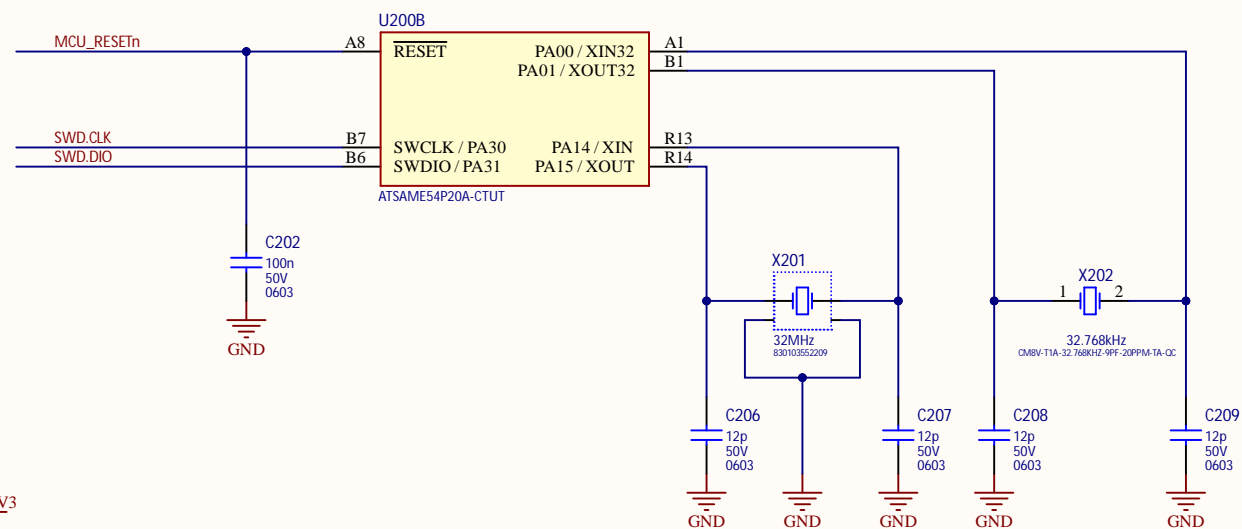 U200B
MCU_RESETn
A8
RESET
PA00 / XIN32
A1
PA01 / XOUT32
B1
SWD.CLK
B7
SWCLK / PA30
PA14 / XIN
R13
SWD.DIO
B6
SWDIO / PA31
PA15 / XOUT
R14
ATSAME54P20A-CTUT
C202
100n
50V
0603
GND
X201
32MHz
830103552209
X202
1
2
32.768kHz
CM8V-T1A-32.768KHZ-9PF-20PPM-TA-QC
C206
12p
50V
0603
C207
12p
50V
0603
C208
12p
50V
0603
C209
12p
50V
0603
V3
GND
GND
GND
GND
GND